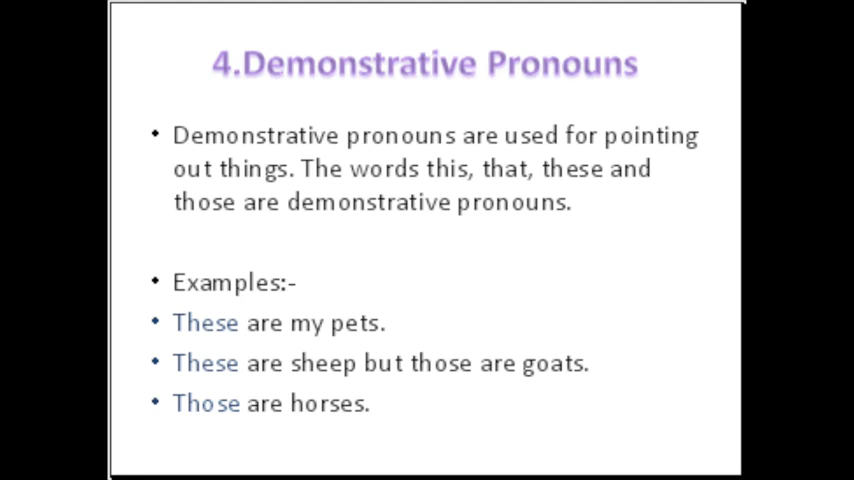 4.Demonstrative Pronouns
• Demonstrative pronouns are used for pointing
out things. The words this, that, these and
those are demonstrative pronouns.
• Examples:-
• These are my pets.
• These are sheep but those are goats.
• Those are horses.